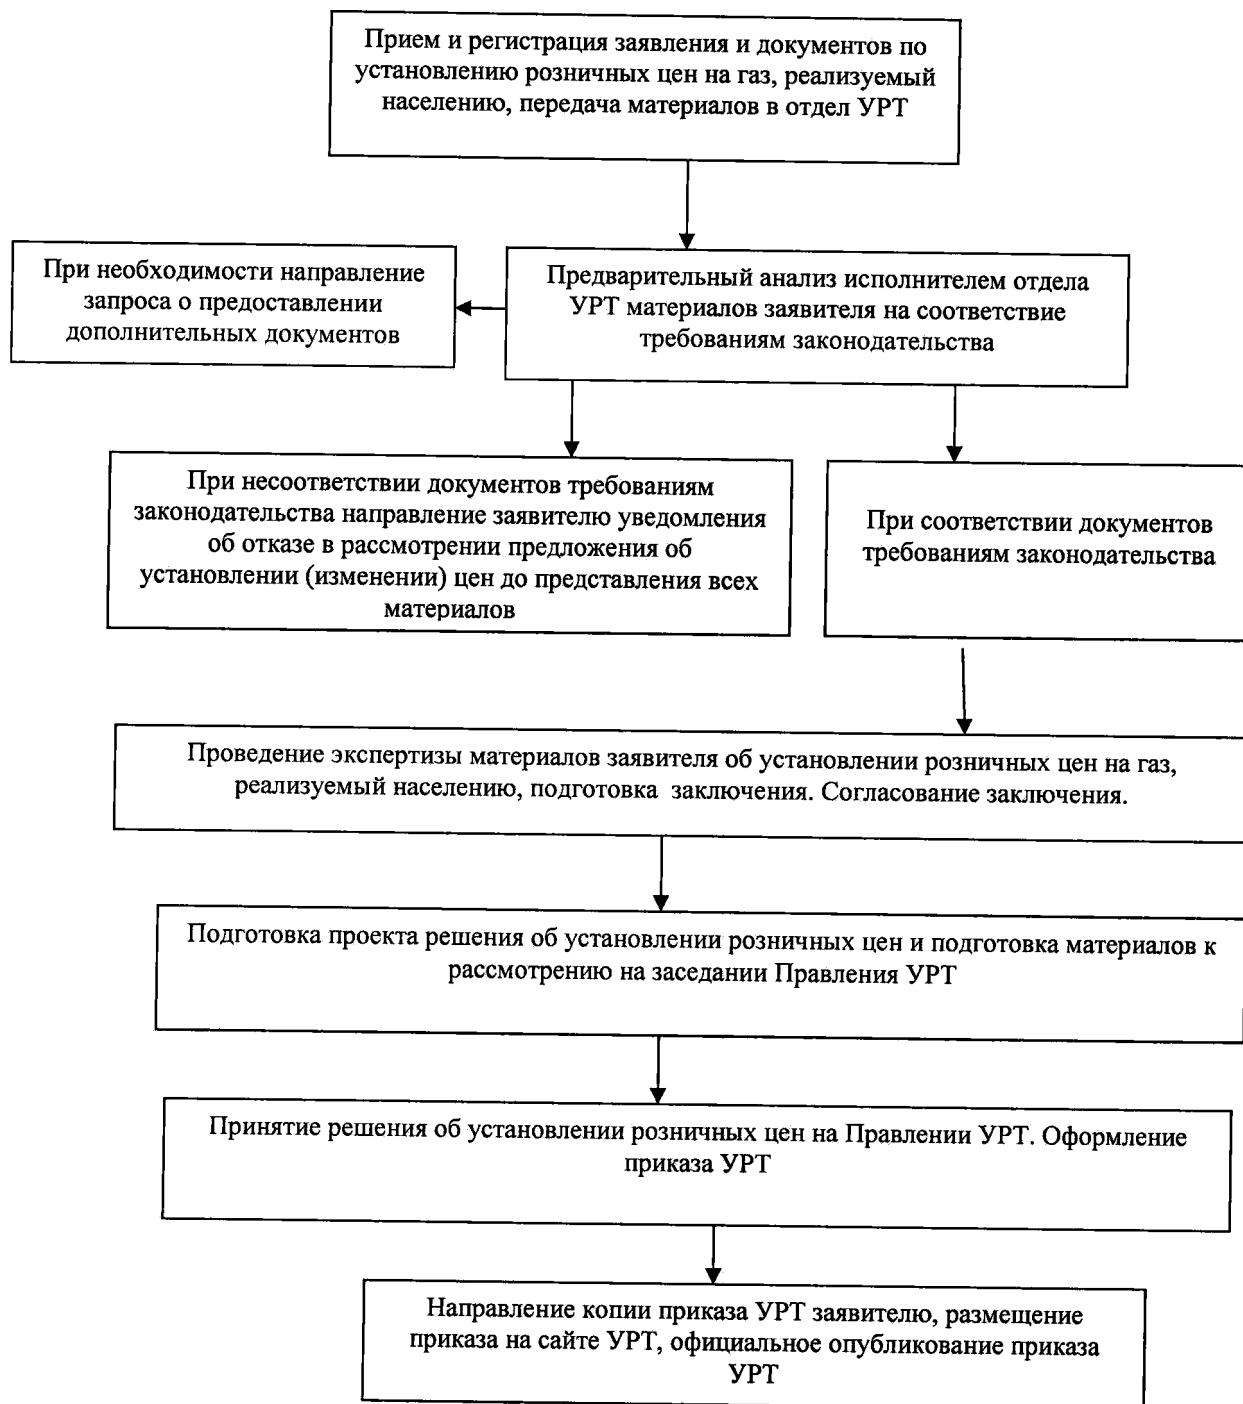 Прием и регистрация заявления и документов по
установлению розничных цен на газ, реализуемый
населению, передача материалов в отдел УРТ
При необходимости направление
запроса о предоставлении
дополнительных документов
Предварительный анализ исполнителем отдела
УРТ материалов заявителя на соответствие
требованиям законодательства
При несоответствии документов требованиям
законодательства направление заявителю уведомления
об отказе в рассмотрении предложения об
установлении (изменении) цен до представления всех
материалов
При соответствии документов
требованиям законодательства
Проведение экспертизы материалов заявителя об установлении розничных цен на газ,
реализуемый населению, подготовка заключения. Согласование заключения.
Подготовка проекта решения об установлении розничных цен и подготовка материалов к
рассмотрению на заседании Правления УРТ
Принятие решения об установлении розничных цен на Правлении УРТ. Оформление
приказа УРТ
Направление копии приказа УРТ заявителю, размещение
приказа на сайте УРТ, официальное опубликование приказа
УРТ